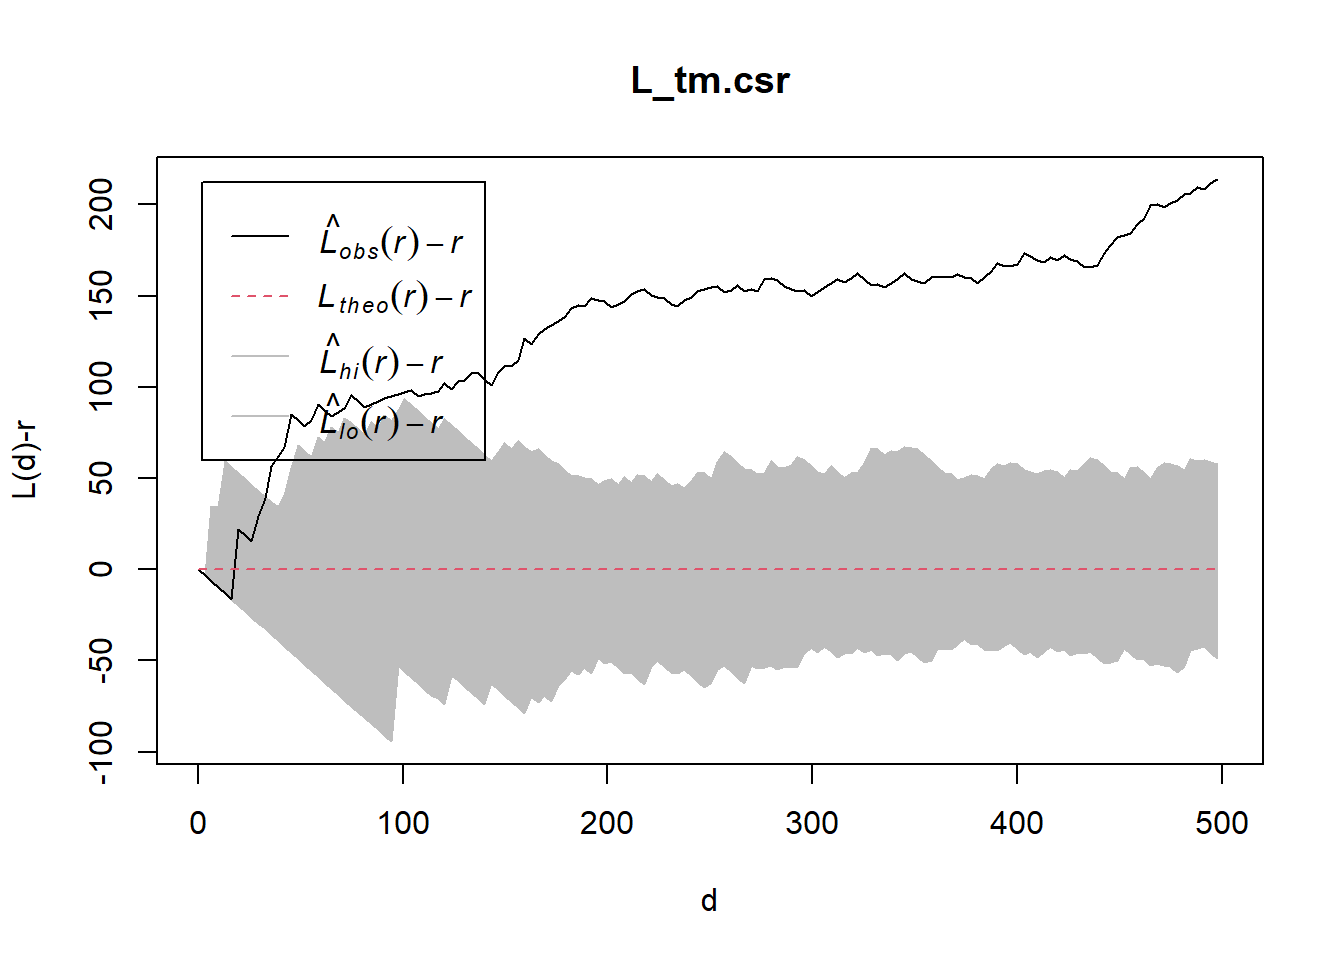 L_tm.csr
L̂obs(r) − r
Ltheo(r) − r
L̂hi(r) − r
L̂lo(r) − r
L(d)-r
200
150
100
50
0
-50
-100
0 100 200 300 400 500
d